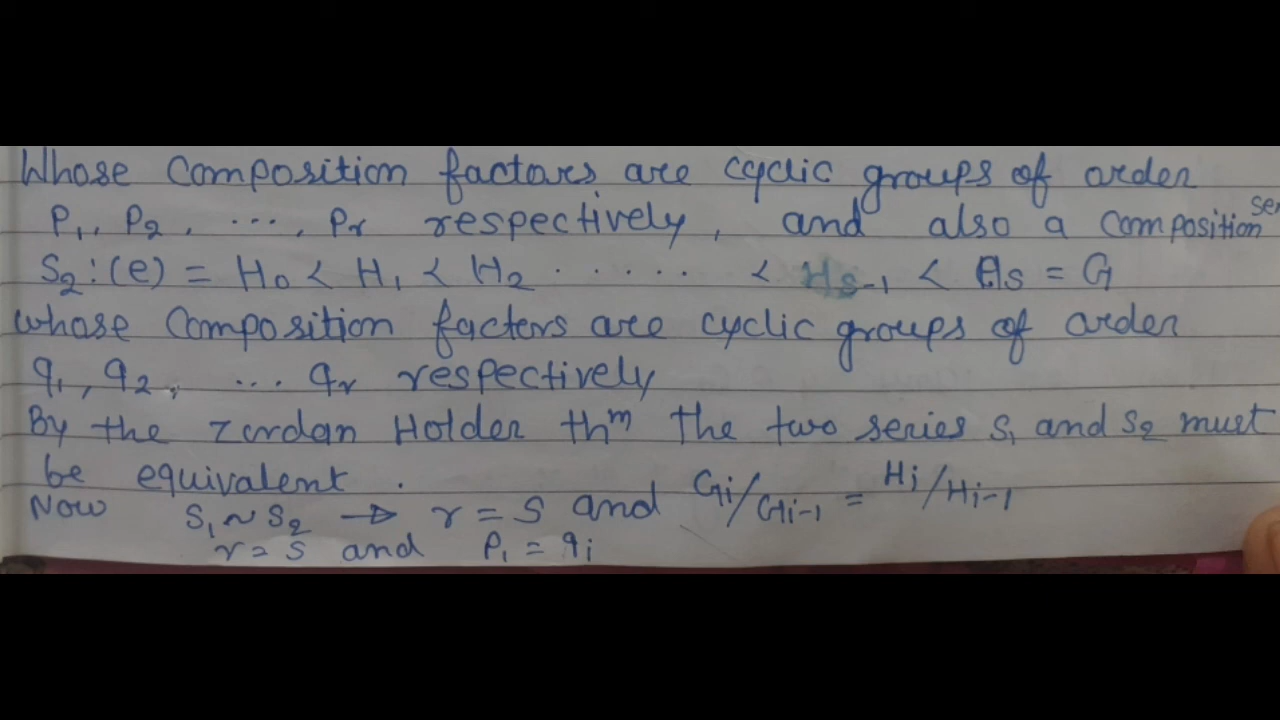 Whose Composition factors are cyclic groups of order
P₁, P₂, ..., Pr respectively, and also a Composition ser
S₂ : (e) = H₀ < H₁ < H₂ ...... < Hs-1 < Hs = G
whose Composition factors are cyclic groups of order
q₁, q₂, ... qr respectively
By the Zordan Holder thᵐ the two series S₁ and S₂ must
be equivalent.
Now S₁ ~ S₂ → r = S and Gi/Gi-1 = Hi/Hi-1
r = s and P₁ = qi